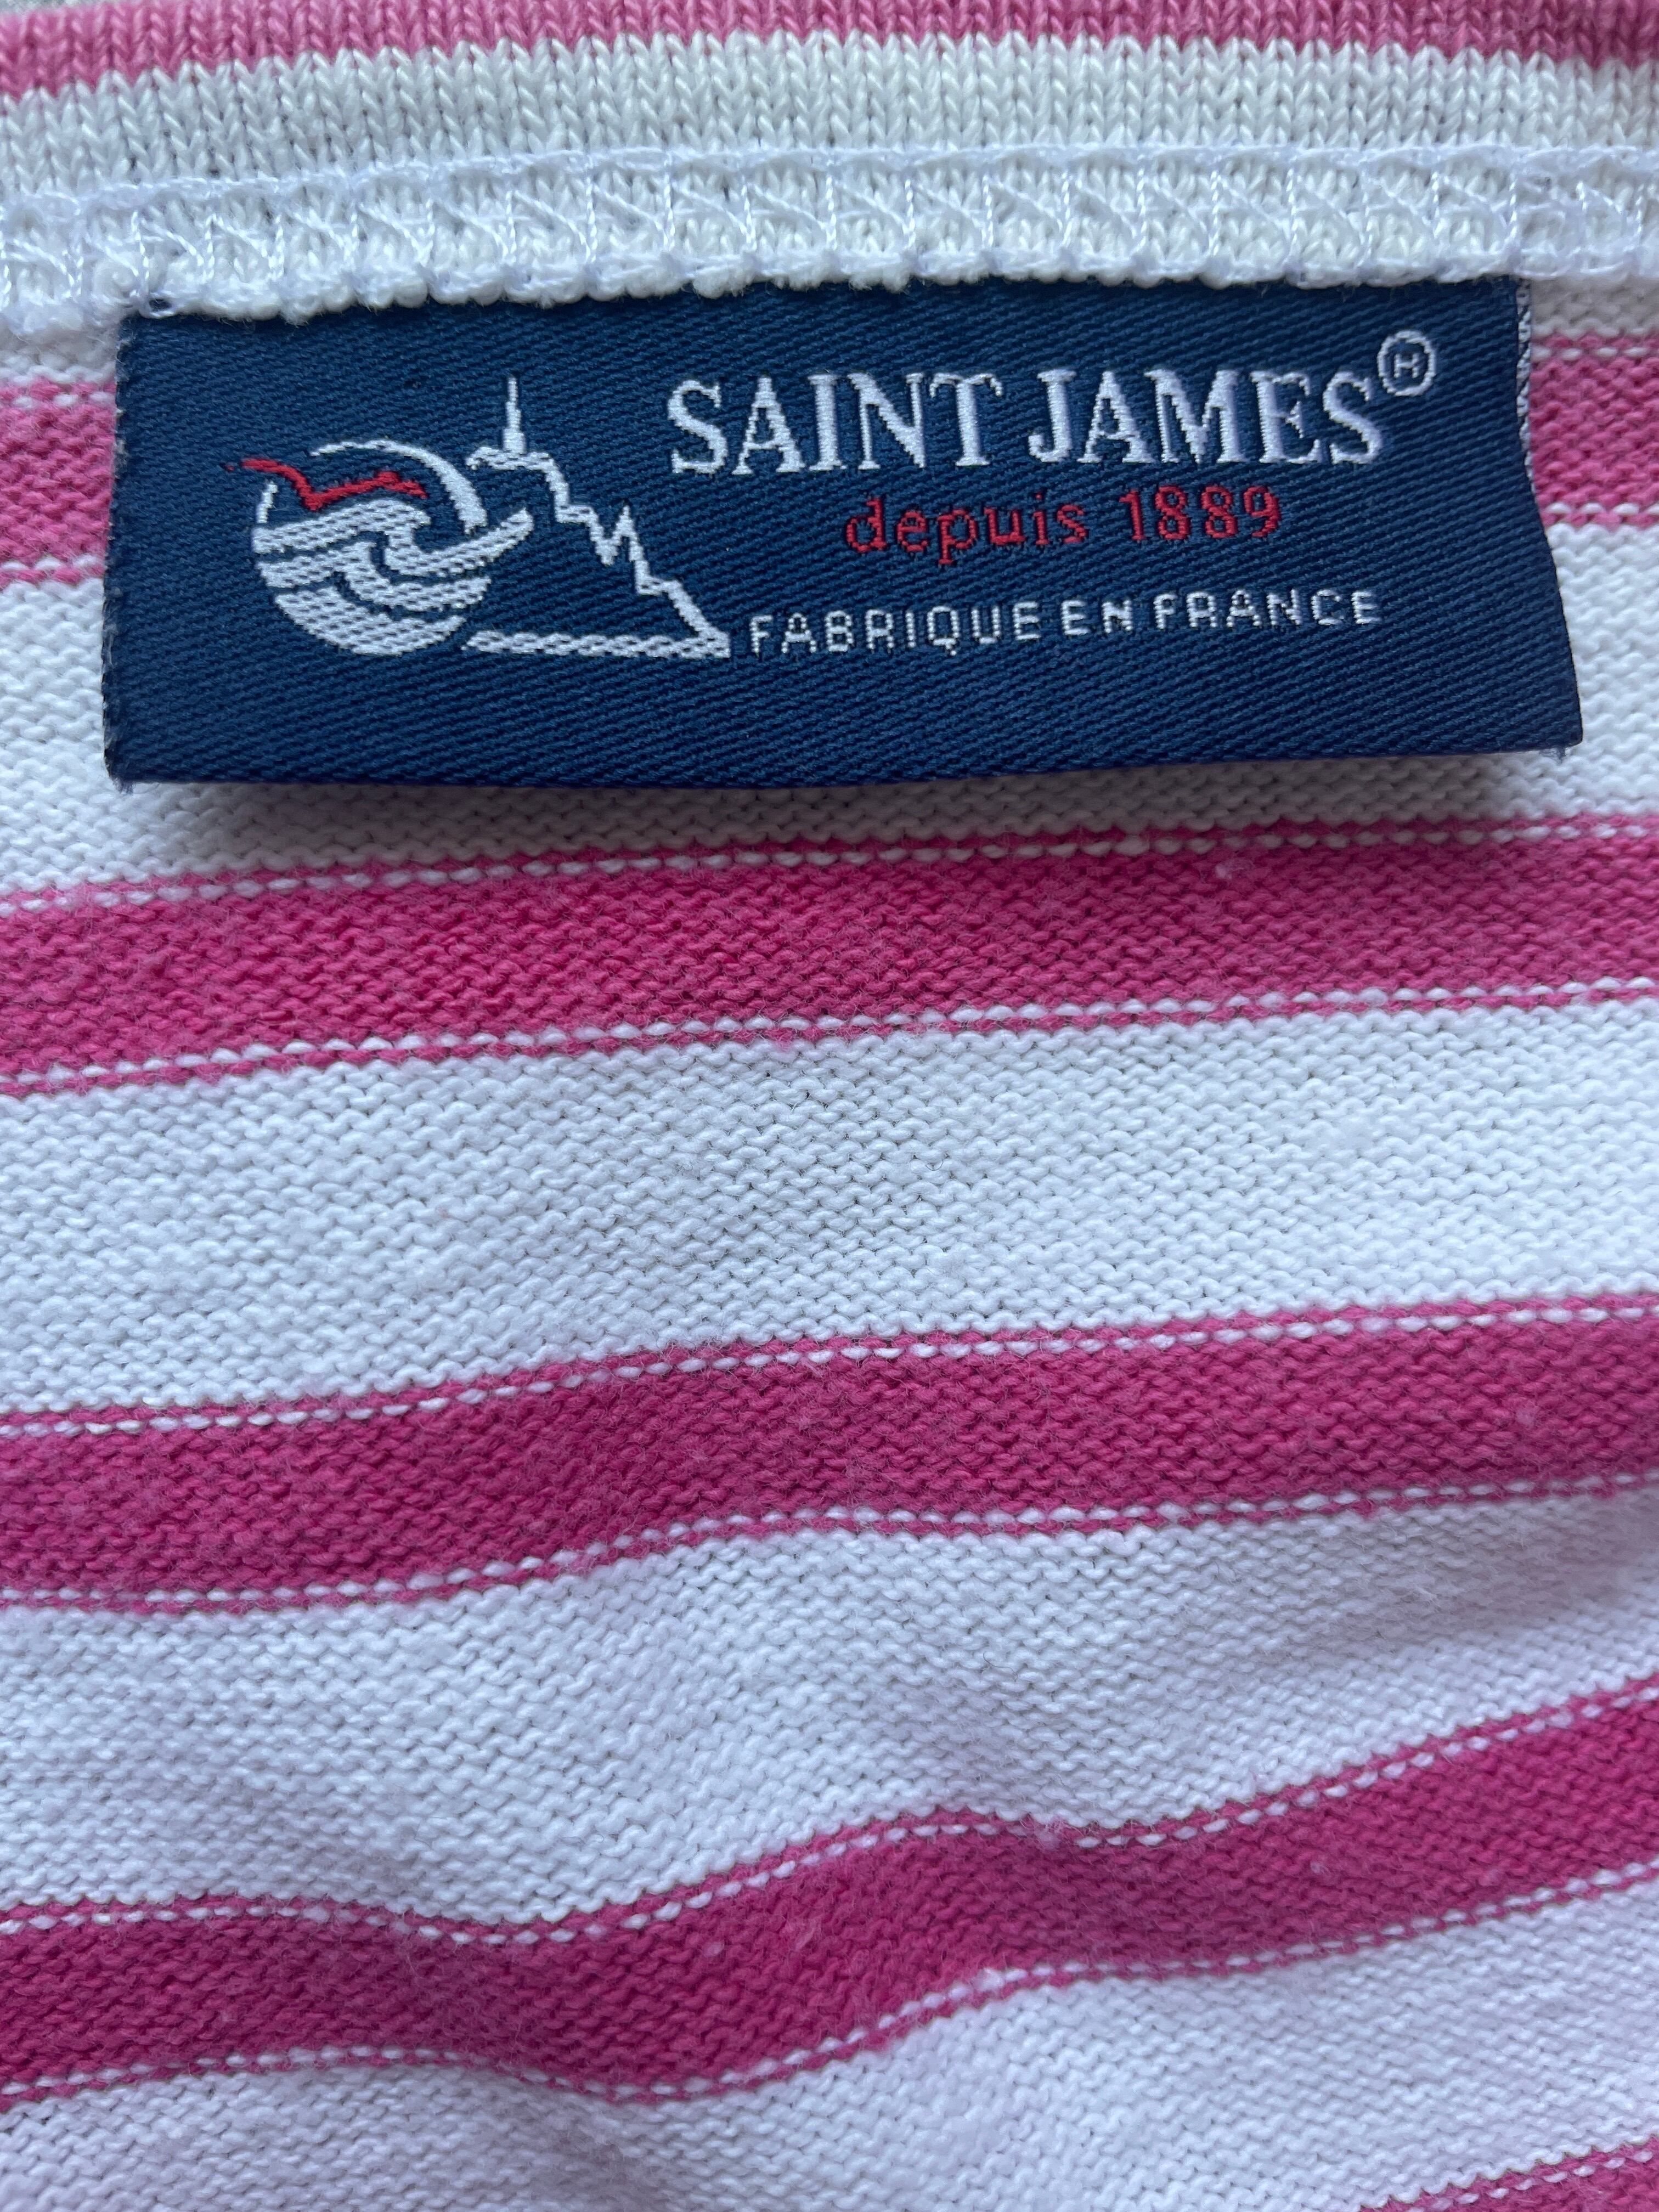 SAINT JAMES®
depuis 1889
FABRIQUE EN FRANCE